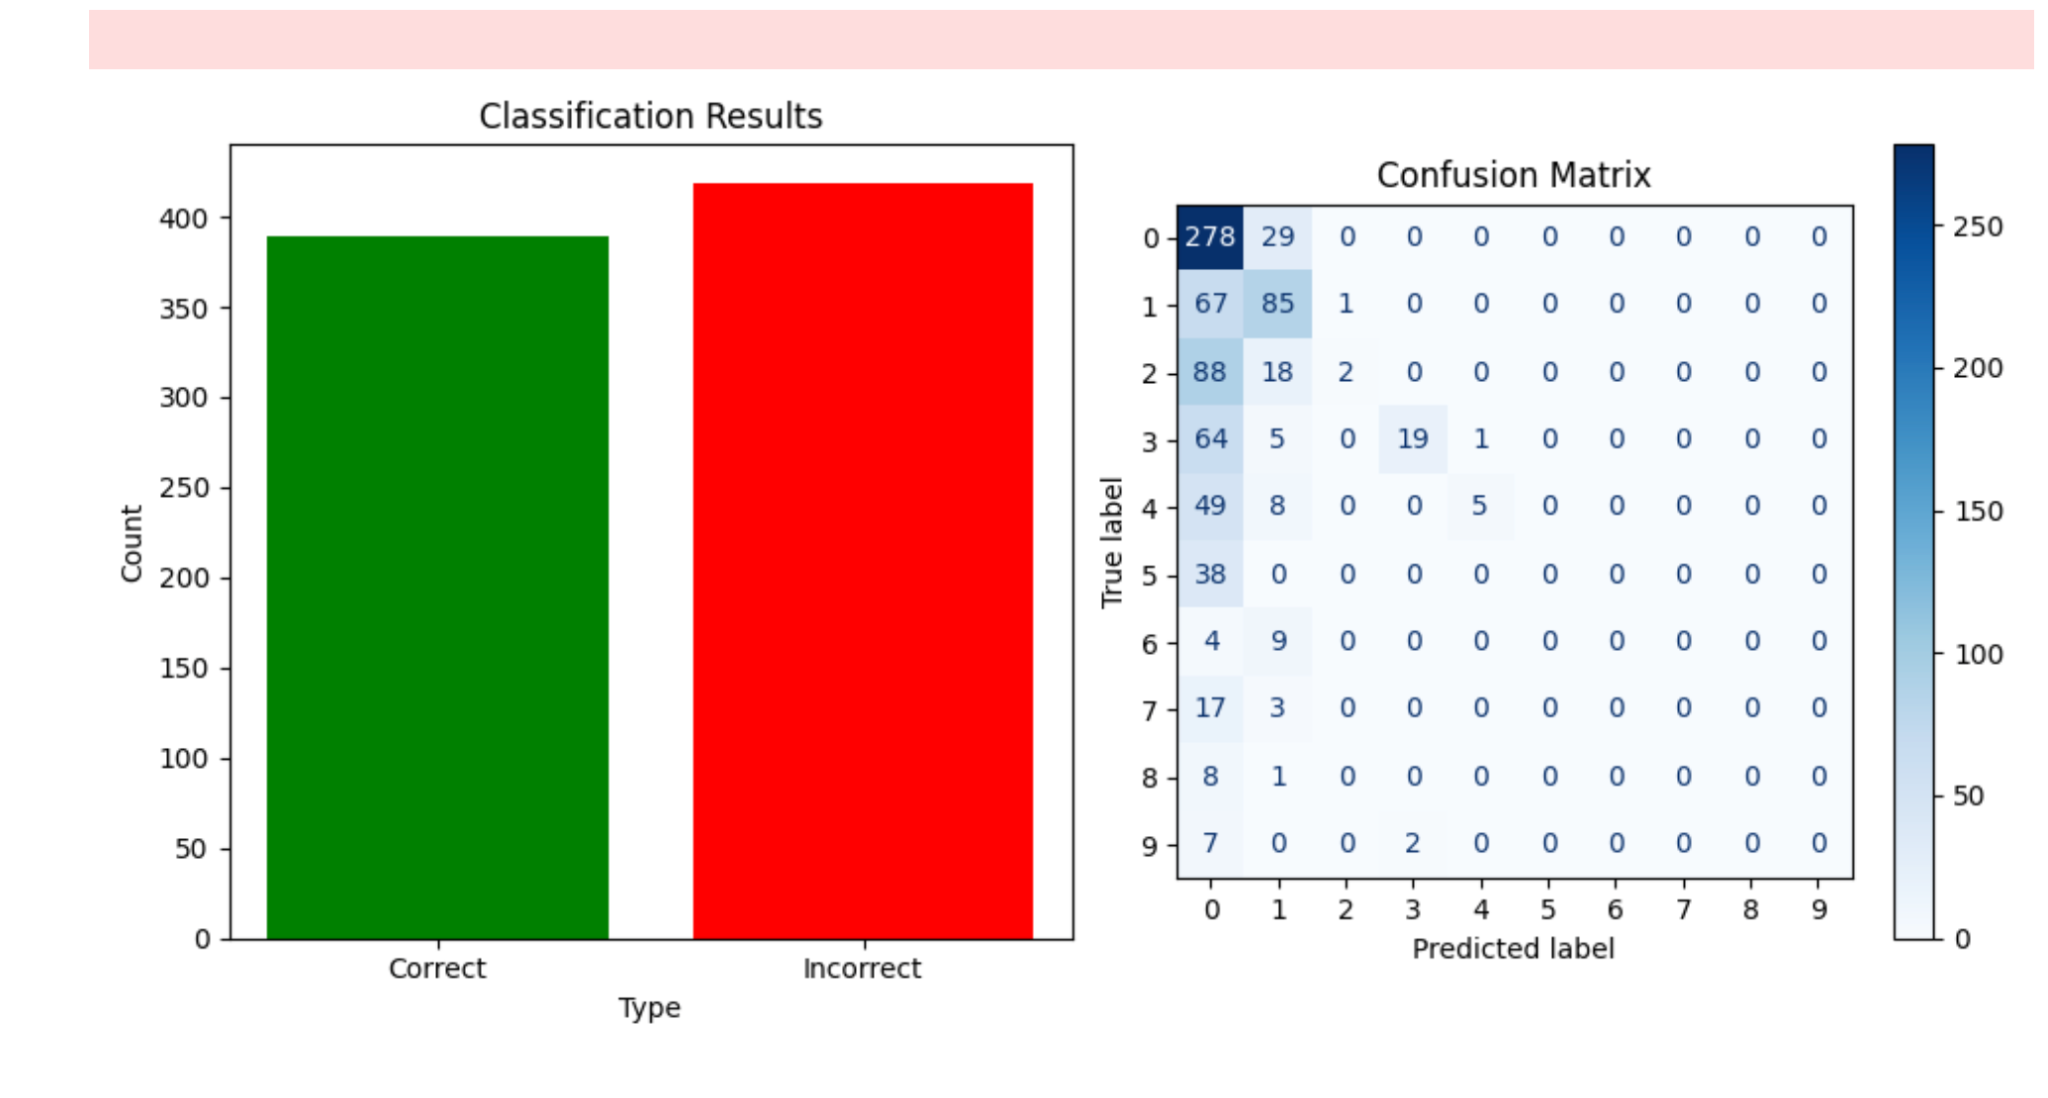 Classification Results
400
350
300
250
200
150
100
50
0
Count
Correct Incorrect
Type
Confusion Matrix
0 278 29 0 0 0 0 0 0 0 0
1 67 85 1 0 0 0 0 0 0 0
2 88 18 2 0 0 0 0 0 0 0
3 64 5 0 19 1 0 0 0 0 0
4 49 8 0 0 5 0 0 0 0 0
5 38 0 0 0 0 0 0 0 0 0
6 4 9 0 0 0 0 0 0 0 0
7 17 3 0 0 0 0 0 0 0 0
8 8 1 0 0 0 0 0 0 0 0
9 7 0 0 2 0 0 0 0 0 0
0 1 2 3 4 5 6 7 8 9
True label
Predicted label
250
200
150
100
50
0